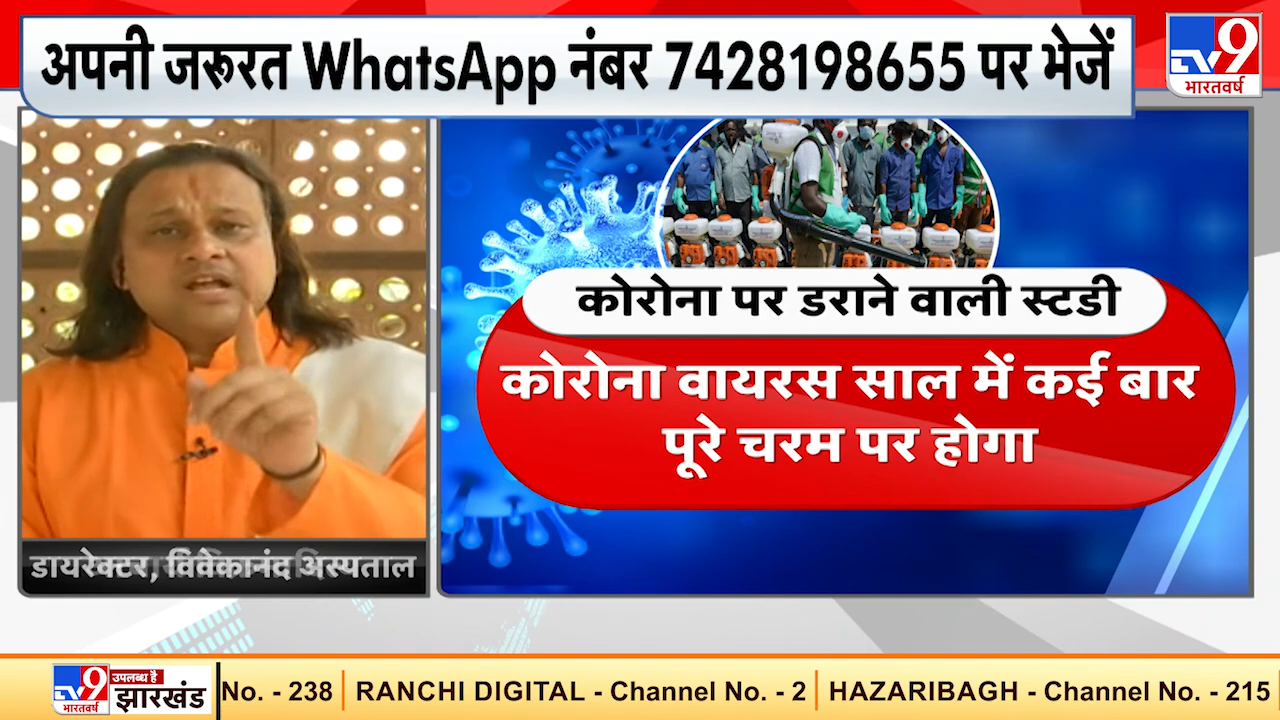 अपनी जरूरत WhatsApp नंबर 7428198655 पर भेजें
TV9
भारतवर्ष
कोरोना पर डराने वाली स्टडी
कोरोना वायरस साल में कई बार
पूरे चरम पर होगा
डायरेक्टर, विवेकानंद अस्पताल
TV9
भारतवर्ष
उपलब्ध है
झारखंड
No. - 238 | RANCHI DIGITAL - Channel No. - 2 | HAZARIBAGH - Channel No. - 215